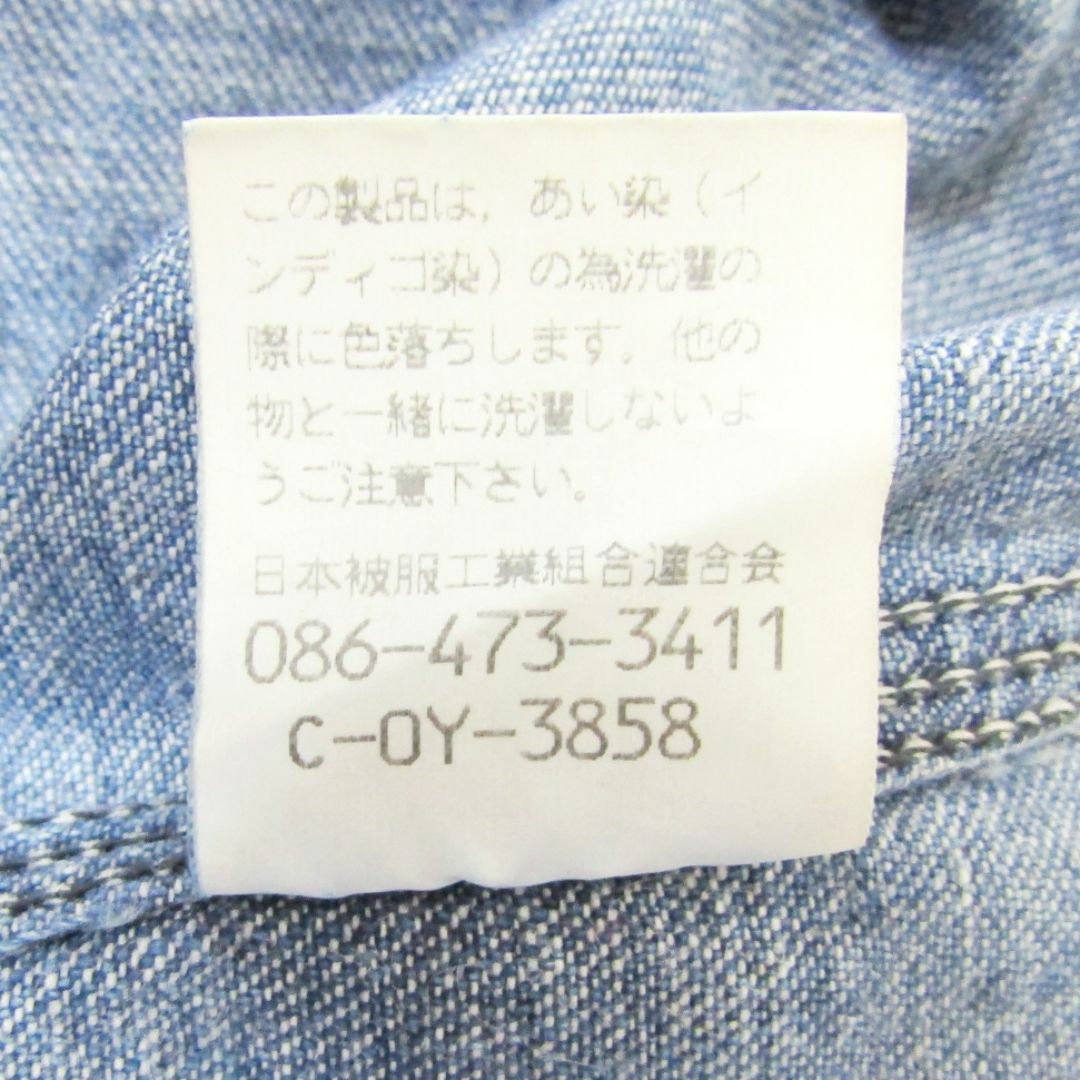 この製品は，あい染（イ
ンディゴ染）の為洗濯の
際に色落ちします。他の
物と一緒に洗濯しないよ
うご注意下さい。
日本被服工業組合連合会
086-473-3411
C-OY-3858